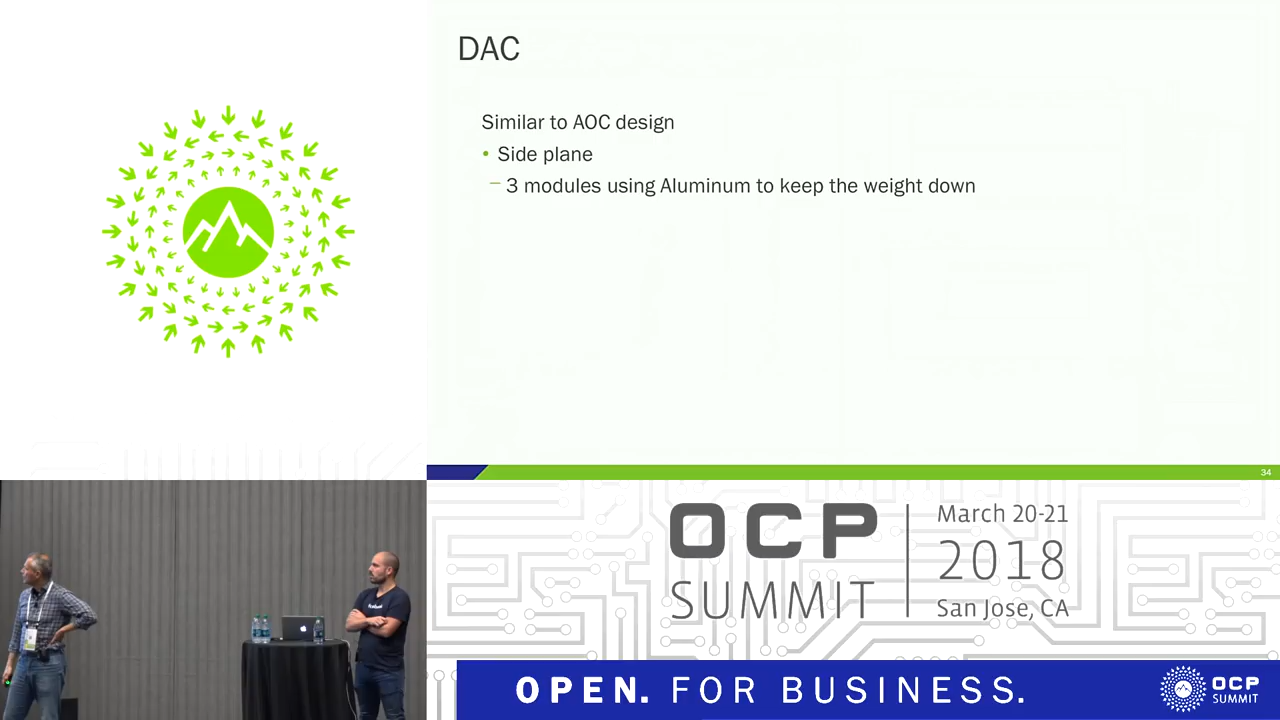 DAC
Similar to AOC design
• Side plane
– 3 modules using Aluminum to keep the weight down
34
OCP
SUMMIT
March 20-21
2018
San Jose, CA
OPEN. FOR BUSINESS.
OCP
SUMMIT